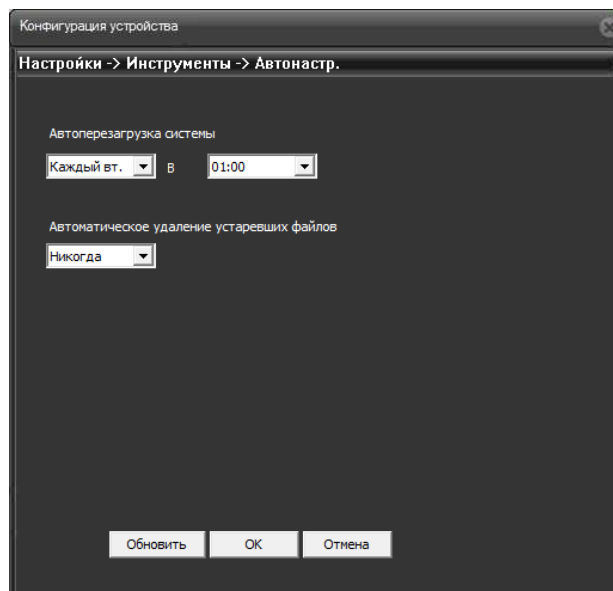 Конфигурация устройства
Настройки -> Инструменты -> Автонастр.
Автоперезагрузка системы
Каждый вт. В 01:00
Автоматическое удаление устаревших файлов
Никогда
Обновить OK Отмена